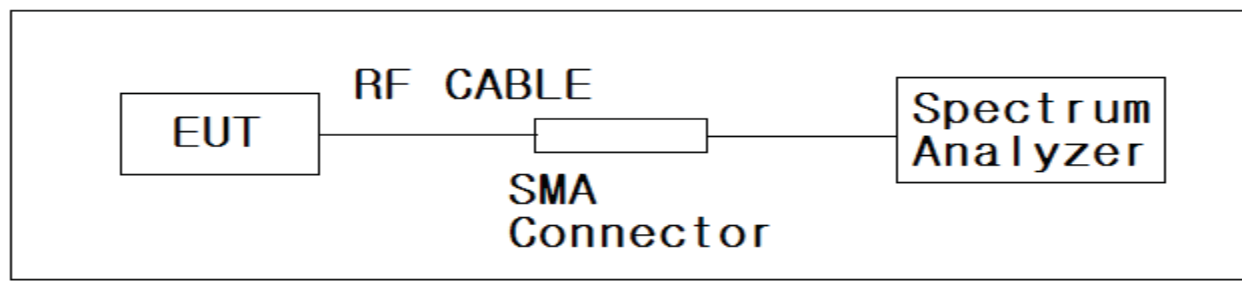 RF CABLE
EUT
SMA
Connector
Spectrum
Analyzer